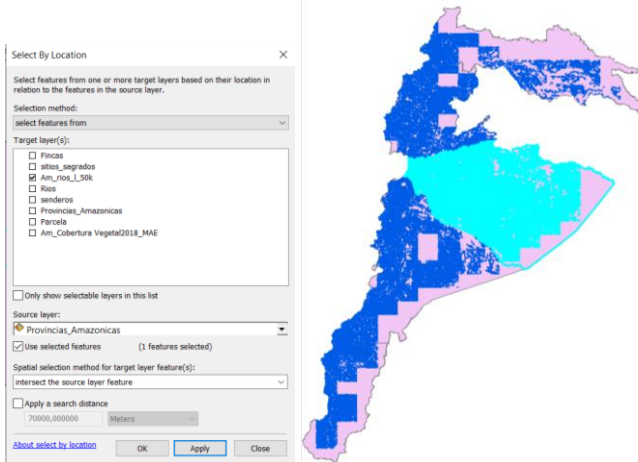 Select By Location
Select features from one or more target layers based on their location in
relation to the features in the source layer.
Selection method:
select features from
Target layer(s):
Fincas
sitios_sagrados
Am_rios_l_50k
Rios
senderos
Provincias_Amazonicas
Parcela
Am_Cobertura Vegetal2018_MAE
Only show selectable layers in this list
Source layer:
Provincias_Amazonicas
Use selected features (1 features selected)
Spatial selection method for target layer feature(s):
intersect the source layer feature
Apply a search distance
70000,000000 Meters
About select by location OK Apply Close